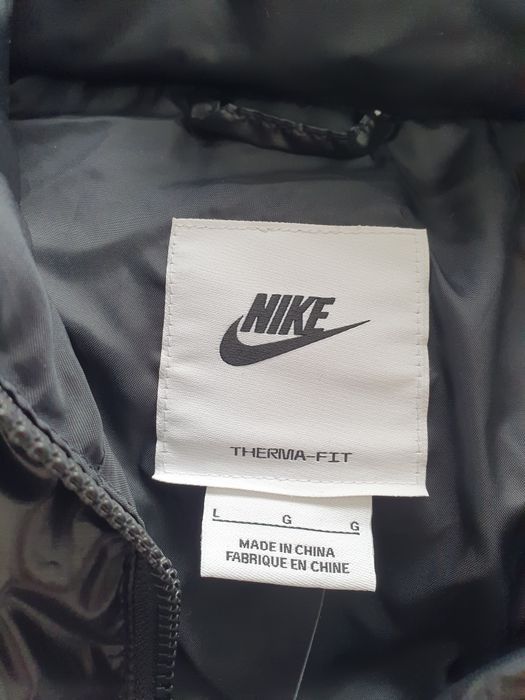 NIKE
THERMA-FIT
L G G
MADE IN CHINA
FABRIQUE EN CHINE